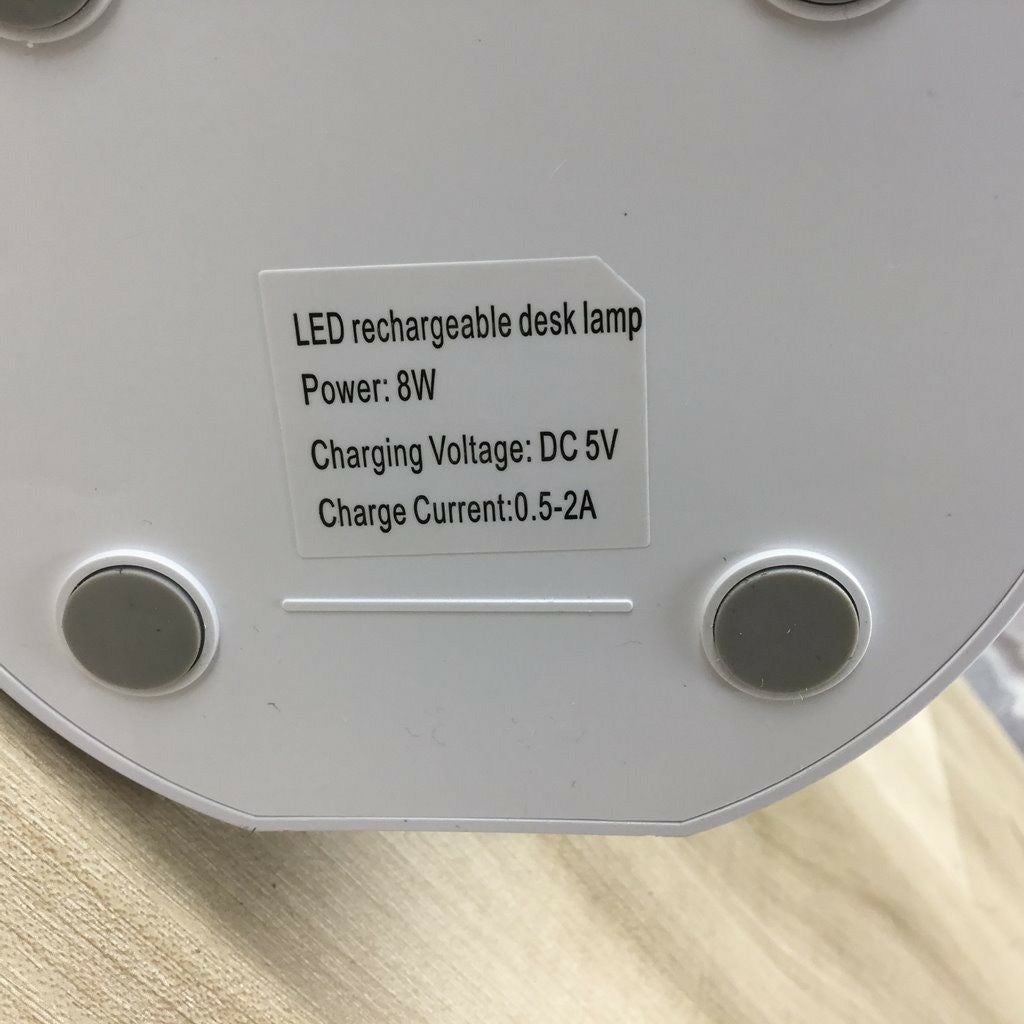 LED rechargeable desk lamp
Power: 8W
Charging Voltage: DC 5V
Charge Current:0.5-2A